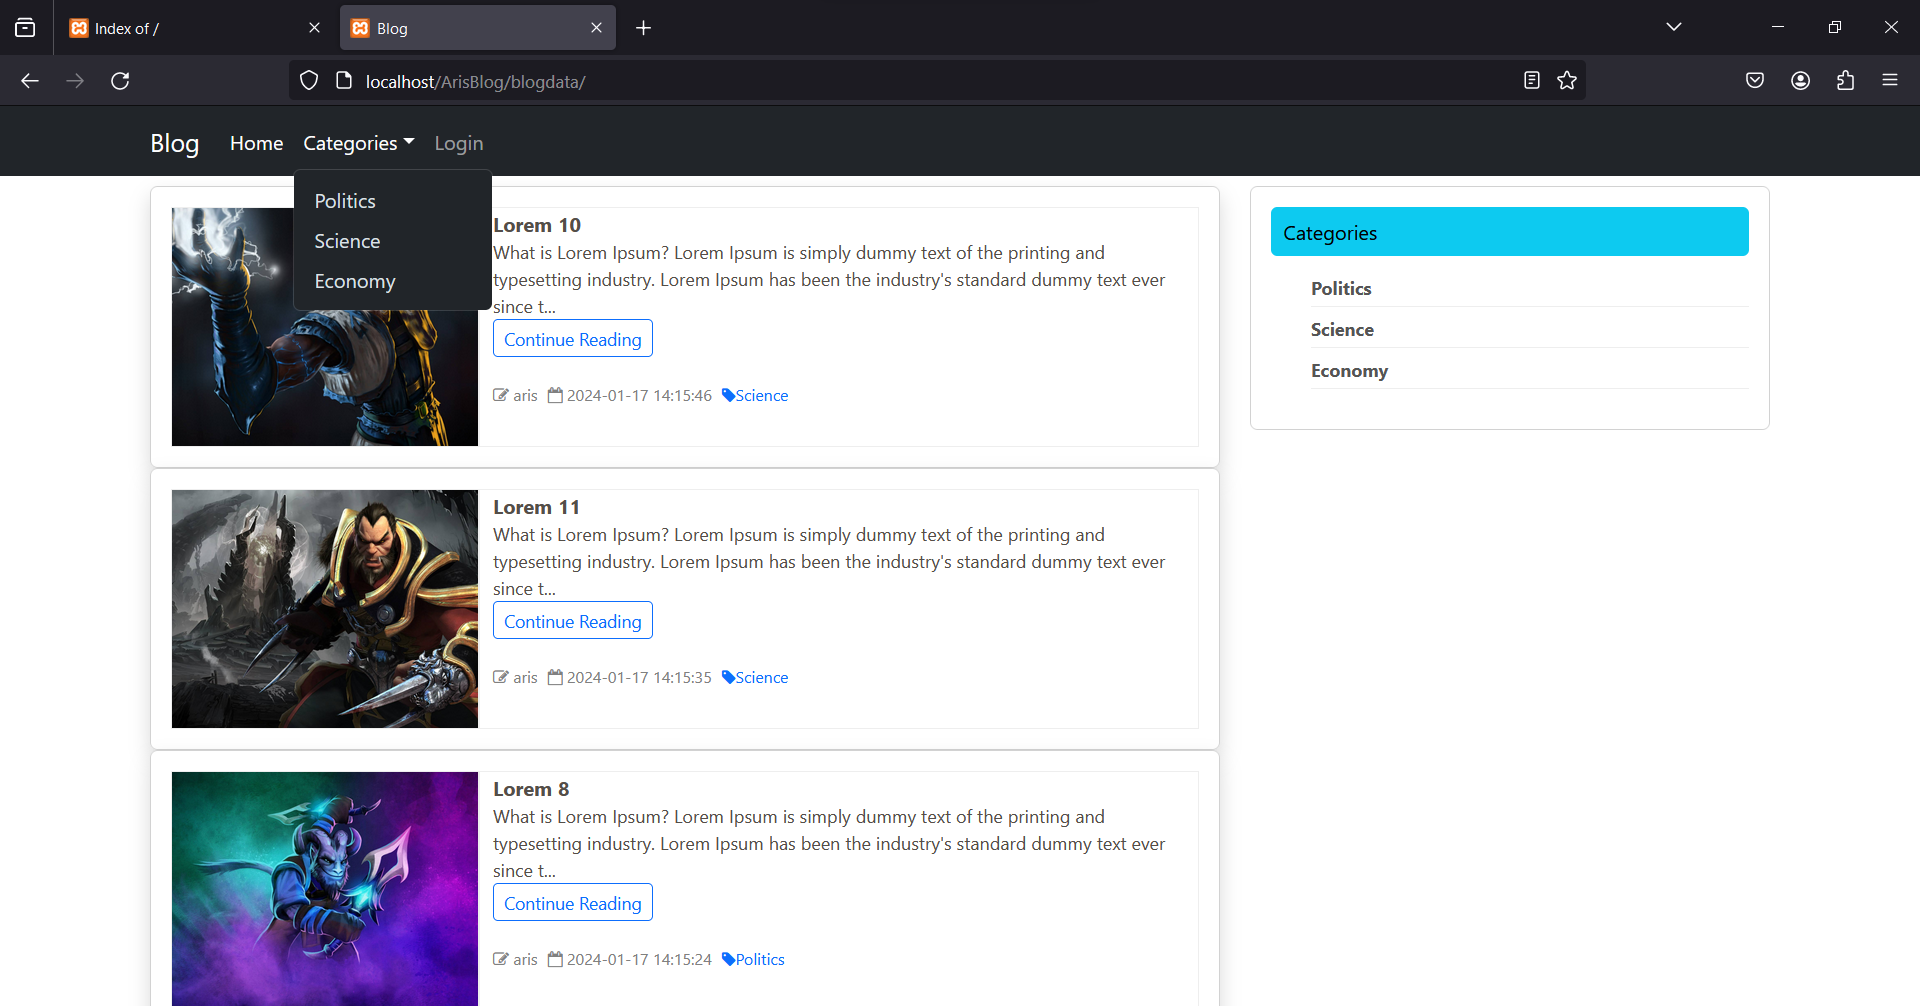 Index of /
Blog
localhost/ArisBlog/blogdata/
Blog
Home
Categories
Login
Politics
Science
Economy
Lorem 10
What is Lorem Ipsum? Lorem Ipsum is simply dummy text of the printing and
typesetting industry. Lorem Ipsum has been the industry's standard dummy text ever
since t...
Continue Reading
aris 2024-01-17 14:15:46 Science
Lorem 11
What is Lorem Ipsum? Lorem Ipsum is simply dummy text of the printing and
typesetting industry. Lorem Ipsum has been the industry's standard dummy text ever
since t...
Continue Reading
aris 2024-01-17 14:15:35 Science
Lorem 8
What is Lorem Ipsum? Lorem Ipsum is simply dummy text of the printing and
typesetting industry. Lorem Ipsum has been the industry's standard dummy text ever
since t...
Continue Reading
aris 2024-01-17 14:15:24 Politics
Categories
Politics
Science
Economy